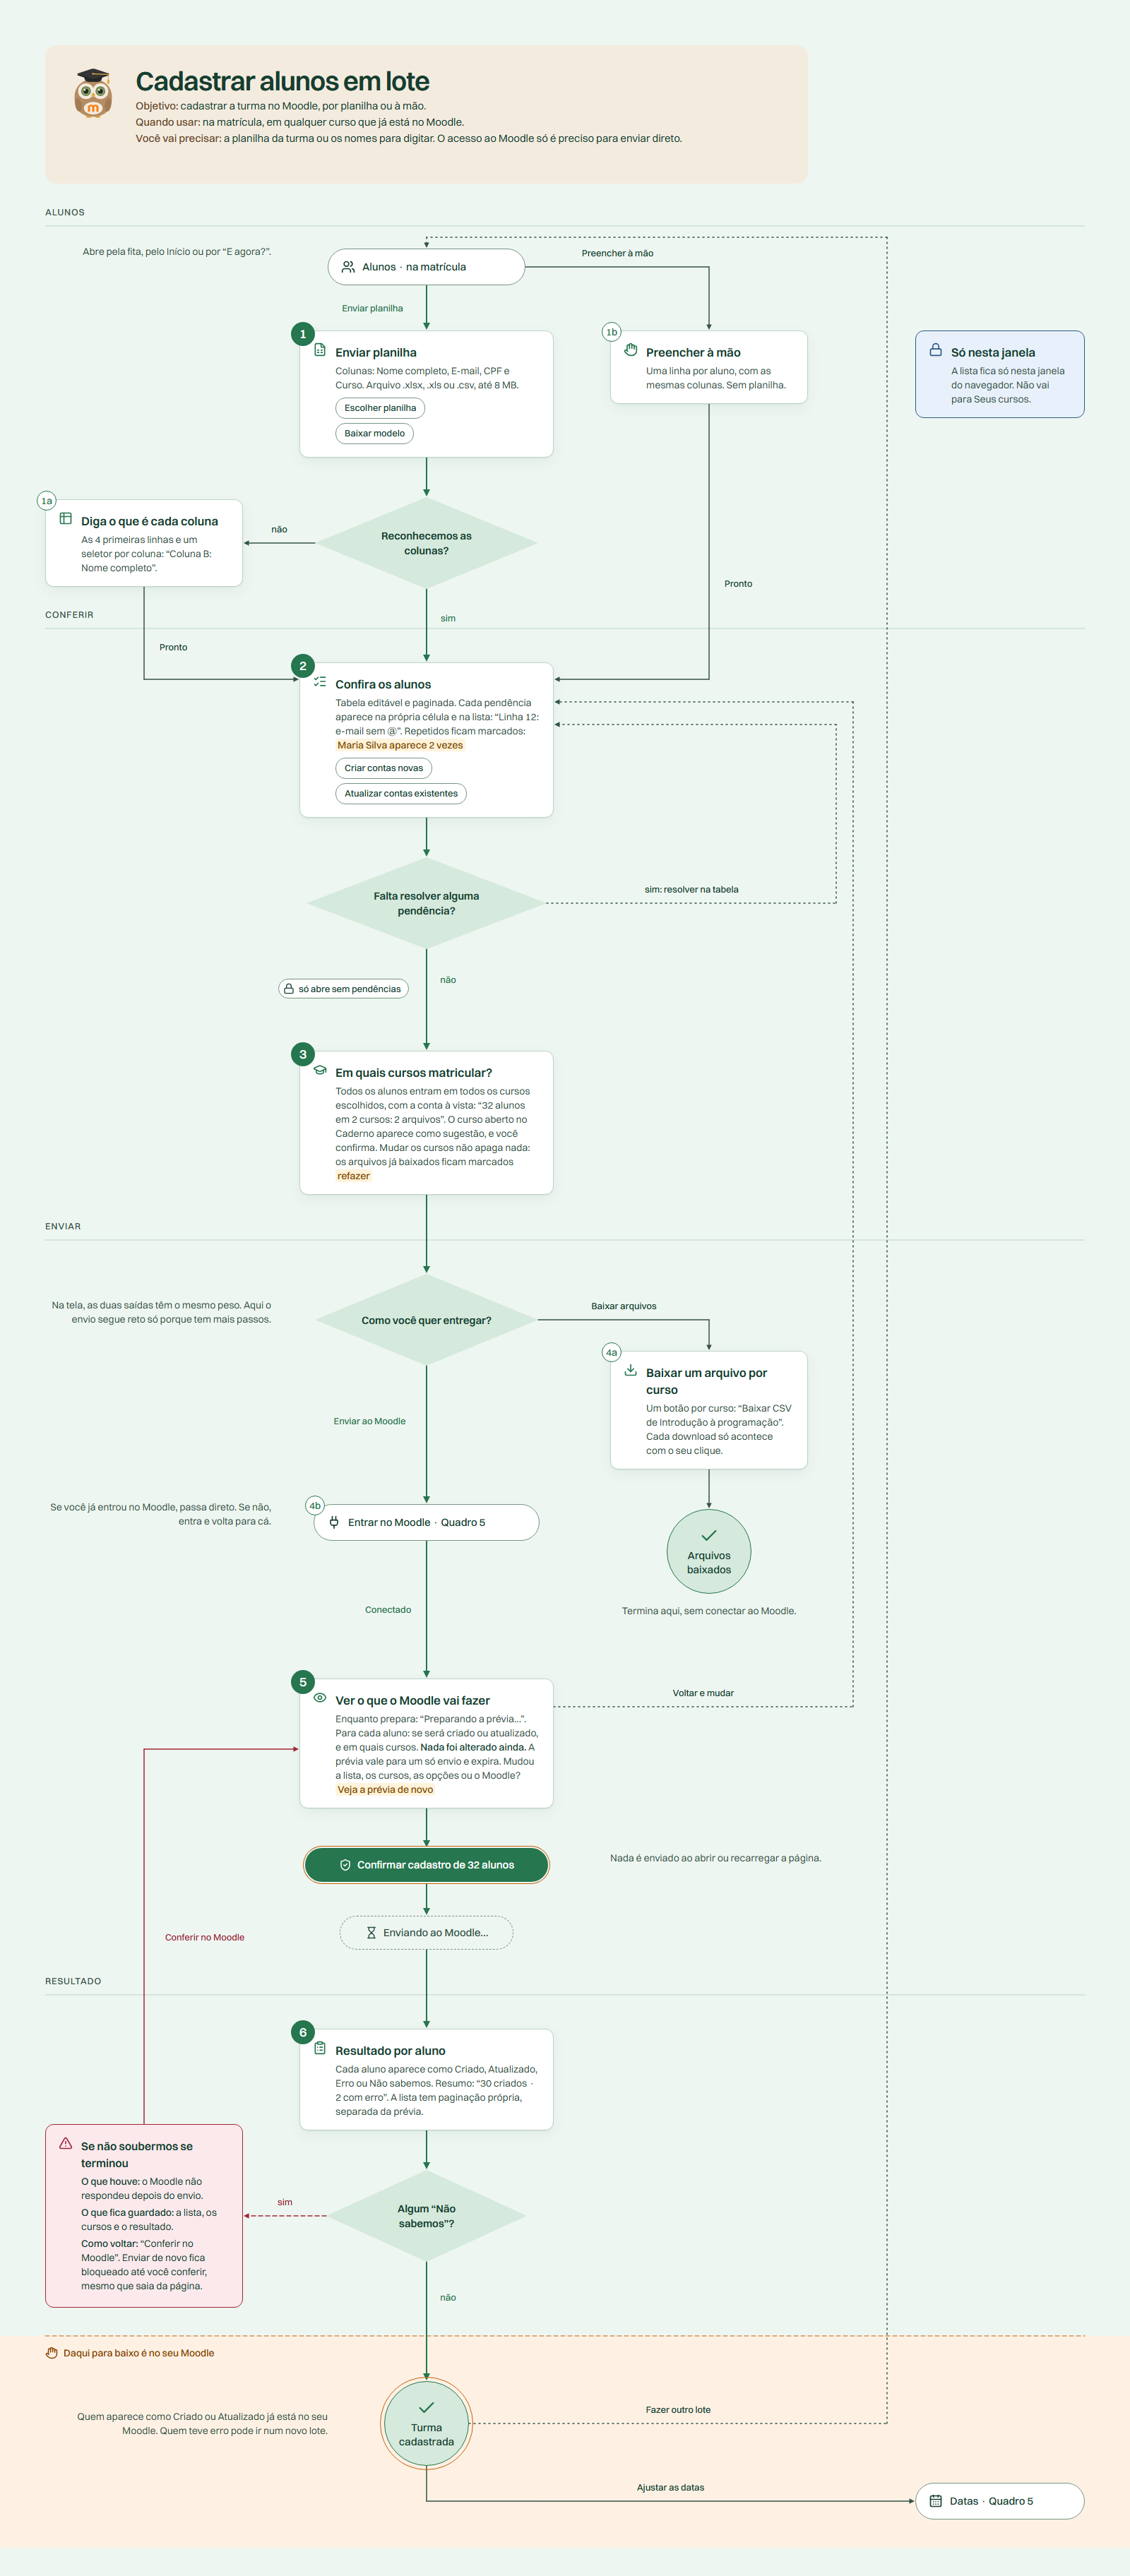 Cadastrar alunos em lote
Objetivo: cadastrar a turma no Moodle, por planilha ou à mão.
Quando usar: na matrícula, em qualquer curso que já está no Moodle.
Você vai precisar: a planilha da turma ou os nomes para digitar. O acesso ao Moodle só é preciso para enviar direto.
m
ALUNOS
Abre pela fita, pelo Início ou por “E agora?”.
Alunos · na matrícula
Preencher à mão
Enviar planilha
1
Enviar planilha
Colunas: Nome completo, E-mail, CPF e
Curso. Arquivo .xlsx, .xls ou .csv, até 8 MB.
Escolher planilha
Baixar modelo
1b
Preencher à mão
Uma linha por aluno, com as
mesmas colunas. Sem planilha.
Só nesta janela
A lista fica só nesta janela
do navegador. Não vai
para Seus cursos.
1a
Diga o que é cada coluna
As 4 primeiras linhas e um
seletor por coluna: “Coluna B:
Nome completo”.
não
Reconhecemos as
colunas?
Pronto
CONFERIR
sim
Pronto
2
Confira os alunos
Tabela editável e paginada. Cada pendência
aparece na própria célula e na lista: “Linha 12:
e-mail sem @”. Repetidos ficam marcados:
Maria Silva aparece 2 vezes
Criar contas novas
Atualizar contas existentes
Falta resolver alguma
pendência?
sim: resolver na tabela
não
só abre sem pendências
3
Em quais cursos matricular?
Todos os alunos entram em todos os cursos
escolhidos, com a conta à vista: “32 alunos
em 2 cursos: 2 arquivos”. O curso aberto no
Caderno aparece como sugestão, e você
confirma. Mudar os cursos não apaga nada:
os arquivos já baixados ficam marcados
refazer
ENVIAR
Na tela, as duas saídas têm o mesmo peso. Aqui o
envio segue reto só porque tem mais passos.
Como você quer entregar?
Baixar arquivos
4a
Baixar um arquivo por
curso
Um botão por curso: “Baixar CSV
de Introdução à programação”.
Cada download só acontece
com o seu clique.
Enviar ao Moodle
Se você já entrou no Moodle, passa direto. Se não,
entra e volta para cá.
4b
Entrar no Moodle · Quadro 5
Arquivos
baixados
Termina aqui, sem conectar ao Moodle.
Conectado
5
Ver o que o Moodle vai fazer
Enquanto prepara: “Preparando a prévia…”.
Para cada aluno: se será criado ou atualizado,
e em quais cursos. Nada foi alterado ainda. A
prévia vale para um só envio e expira. Mudou
a lista, os cursos, as opções ou o Moodle?
Veja a prévia de novo
Voltar e mudar
Confirmar cadastro de 32 alunos
Nada é enviado ao abrir ou recarregar a página.
Enviando ao Moodle…
Conferir no Moodle
RESULTADO
6
Resultado por aluno
Cada aluno aparece como Criado, Atualizado,
Erro ou Não sabemos. Resumo: “30 criados ·
2 com erro”. A lista tem paginação própria,
separada da prévia.
Se não soubermos se
terminou
O que houve: o Moodle não
respondeu depois do envio.
O que fica guardado: a lista, os
cursos e o resultado.
Como voltar: “Conferir no
Moodle”. Enviar de novo fica
bloqueado até você conferir,
mesmo que saia da página.
sim
Algum “Não
sabemos”?
não
Daqui para baixo é no seu Moodle
Quem aparece como Criado ou Atualizado já está no seu
Moodle. Quem teve erro pode ir num novo lote.
Turma
cadastrada
Fazer outro lote
Ajustar as datas
Datas · Quadro 5